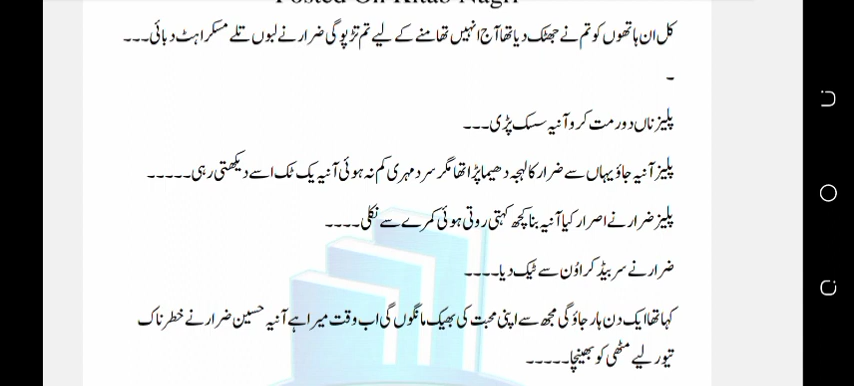 Posted On Kitab Nagri
کل ان ہاتھوں کو تم نے جھٹک دیا تھا آج انہیں تھامنے کے لیے تم تڑپو گی ضرار نے لبوں تلے مسکراہٹ دبائی۔۔۔
۔
پلیز ناں دور مت کرو آنیہ سسک پڑی۔۔۔
پلیز آنیہ جاؤ یہاں سے ضرار کا لہجہ دھیما پڑا تھا مگر سرد مہری کم نہ ہوئی آنیہ یک ٹک اسے دیکھتی رہی۔۔۔۔۔
پلیز ضرار نے اصرار کیا آنیہ بنا کچھ کہتی روتی ہوئی کمرے سے نکلی۔۔۔۔
ضرار نے سر بیڈ کراؤن سے ٹیک دیا۔۔۔۔
کہا تھا ایک دن ہار جاؤ گی مجھ سے اپنی محبت کی بھیک مانگوں گی اب وقت میرا ہے آنیہ حسین ضرار نے خطرناک
تیور لیے مٹھی کو بھینچا۔۔۔۔۔